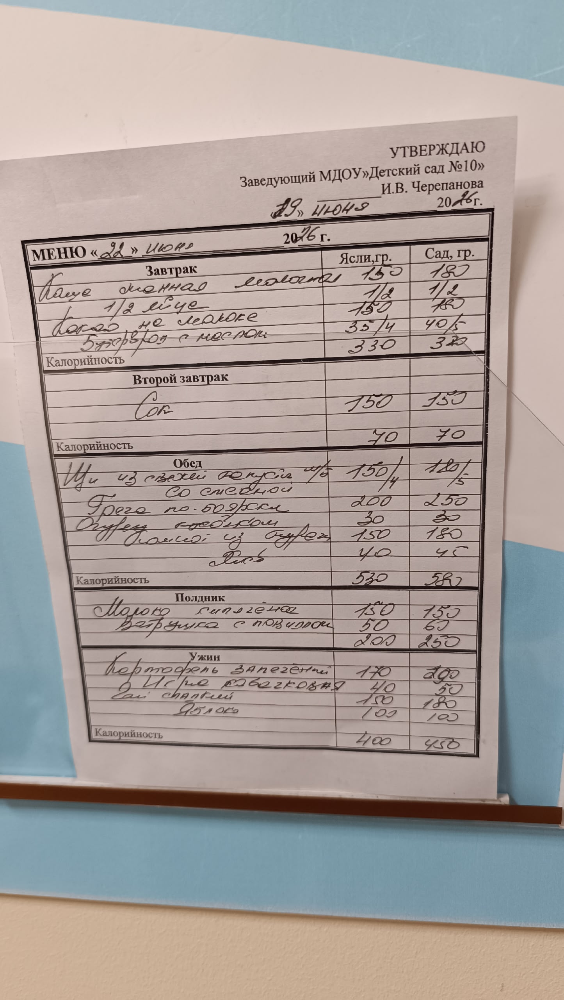 УТВЕРЖДАЮ
Заведующий МДОУ»Детский сад №10»
И.В. Черепанова
«19» июня 2026г.
МЕНЮ «22» июня 2026 г.
Завтрак Ясли,гр. Сад, гр.
Каша манная молочная 150 180
1/2 яйца 1/2 1/2
Какао на молоке 150 180
Бутерброд с маслом 35/4 40/5
Калорийность 330
Второй завтрак
Сок 150 150
70 70
Калорийность
Обед
Щи из свежей капусты м/б 150/4 180/5
со сметаной
Греча по-боярски 200 250
Огурец 30 30
Компот из 150 180
Хлеб 40 45
Калорийность 530 580
Полдник
Молоко кипячёное 150 150
Ватрушка с повидлом 50 60
200 250
Ужин
Картофель запечёный 170 200
Икра кабачковая 40 50
Чай сладкий 150 180
Яблоко 100 100
Калорийность 400 450